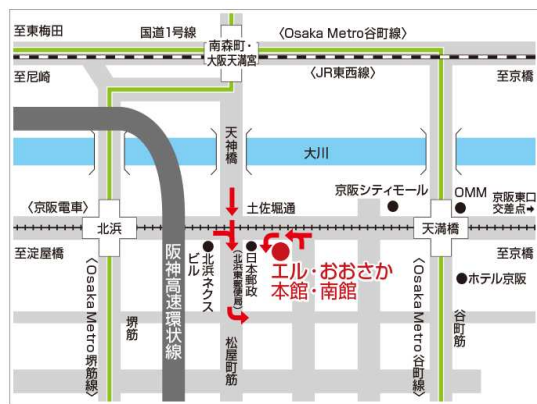 至東梅田
国道1号線
南森町・
大阪天満宮
〈Osaka Metro谷町線〉
至尼崎
〈JR東西線〉
至京橋
天神橋
大川
京阪シティモール
OMM
京阪東口
交差点➡
〈京阪電車〉
土佐堀通
北浜
天満橋
至淀屋橋
至京橋
阪神高速環状線
北浜ネクス
ビル
(北浜東郵便局)
日本郵政
エル・おおさか
本館・南館
ホテル京阪
〈Osaka Metro堺筋線〉
堺筋
松屋町筋
〈Osaka Metro谷町線〉
谷町筋